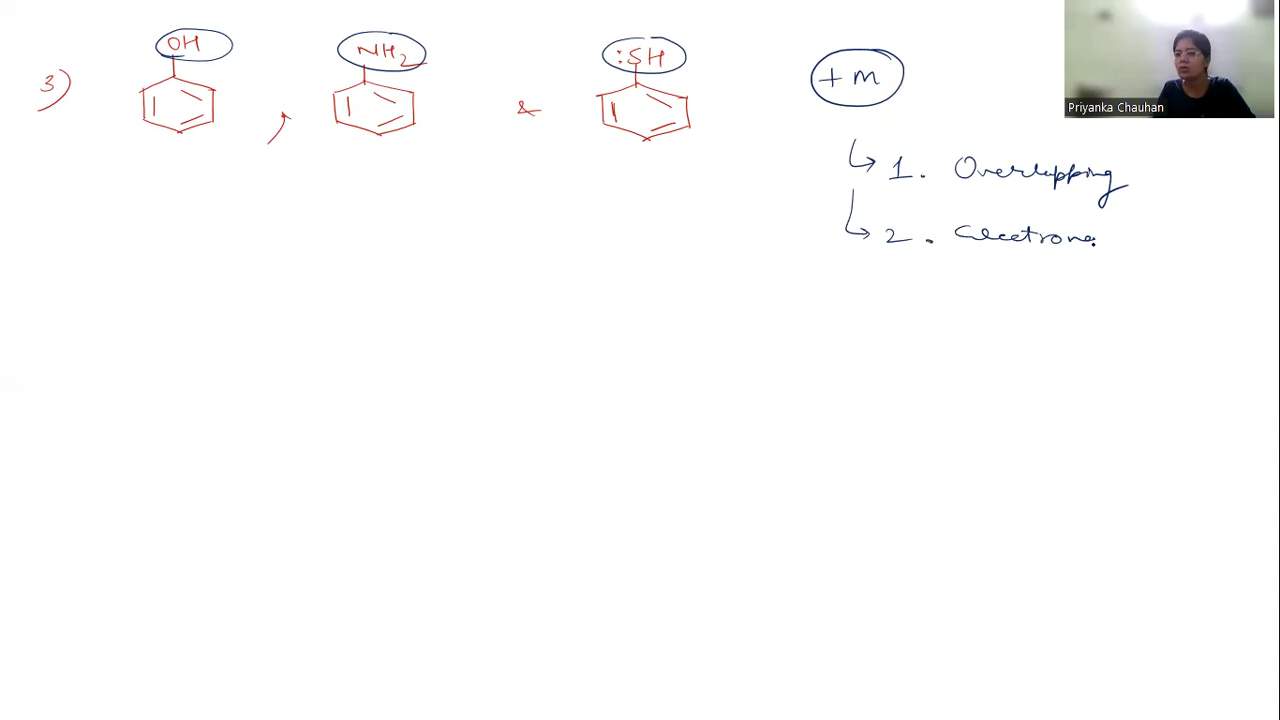 3)
OH
NH2
,
&
:SH
+ m
Priyanka Chauhan
↳ 1. Overlapping
↳ 2. Electrone